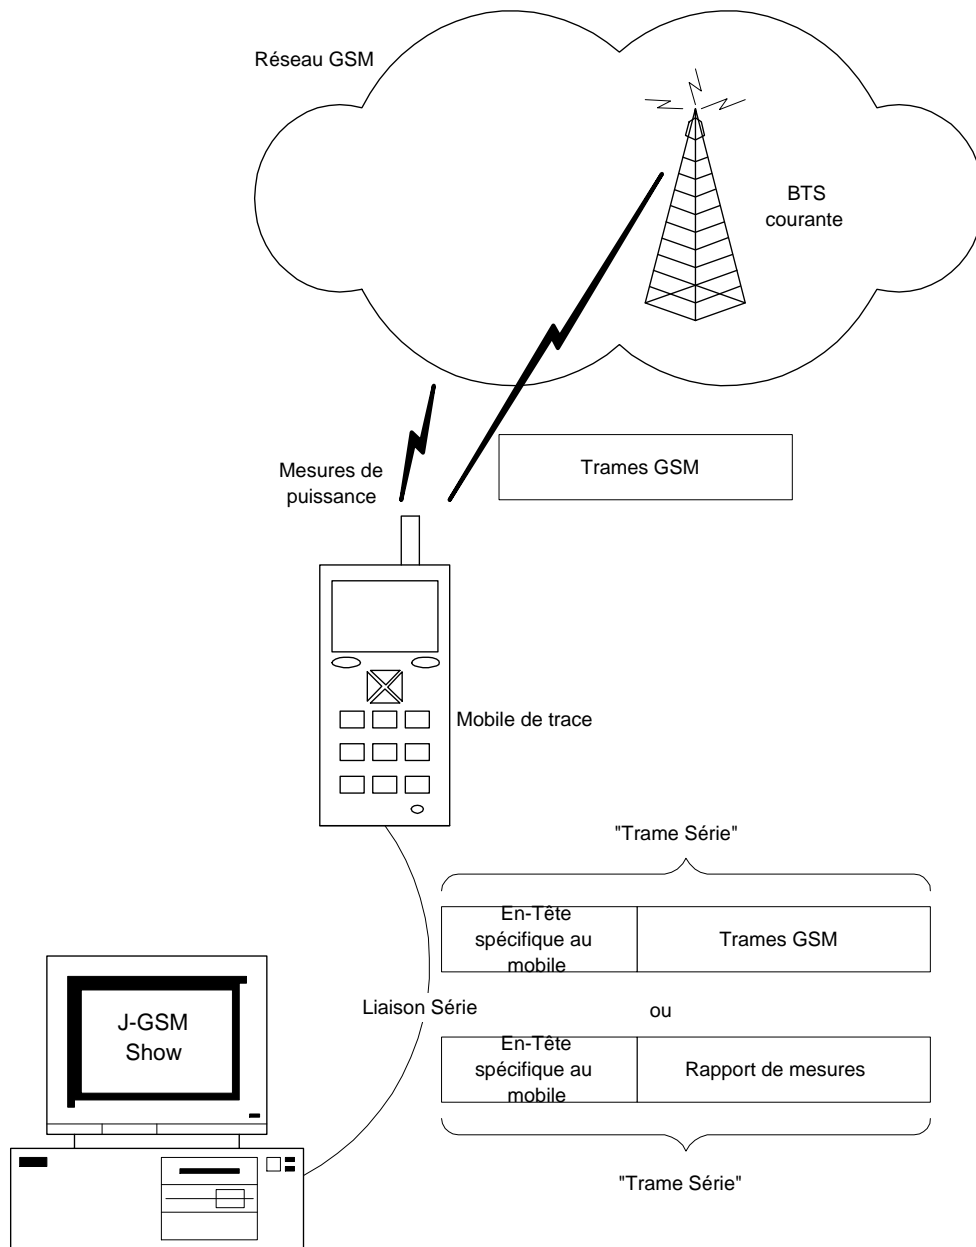 Réseau GSM
BTS
courante
Trames GSM
Mesures de
puissance
Mobile de trace
"Trame Série"
En-Tête
spécifique au
mobile
Trames GSM
Liaison Série
ou
J-GSM
Show
En-Tête
spécifique au
mobile
Rapport de mesures
"Trame Série"